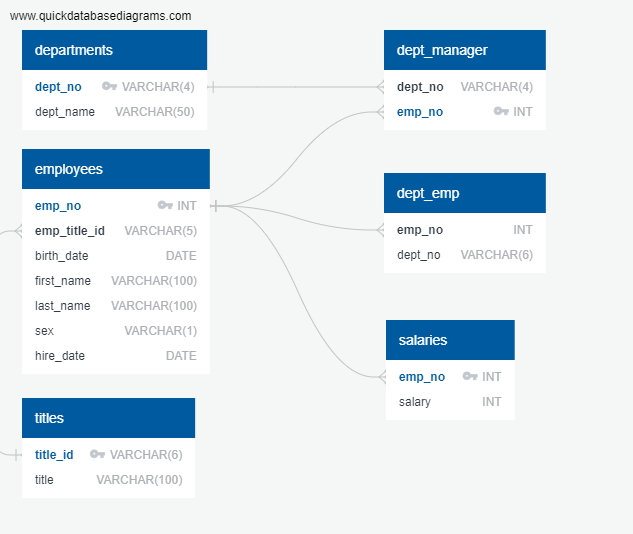 www.quickdatabasediagrams.com
departments
dept_no VARCHAR(4)
dept_name VARCHAR(50)
employees
emp_no INT
emp_title_id VARCHAR(5)
birth_date DATE
first_name VARCHAR(100)
last_name VARCHAR(100)
sex VARCHAR(1)
hire_date DATE
titles
title_id VARCHAR(6)
title VARCHAR(100)
dept_manager
dept_no VARCHAR(4)
emp_no INT
dept_emp
emp_no INT
dept_no VARCHAR(6)
salaries
emp_no INT
salary INT